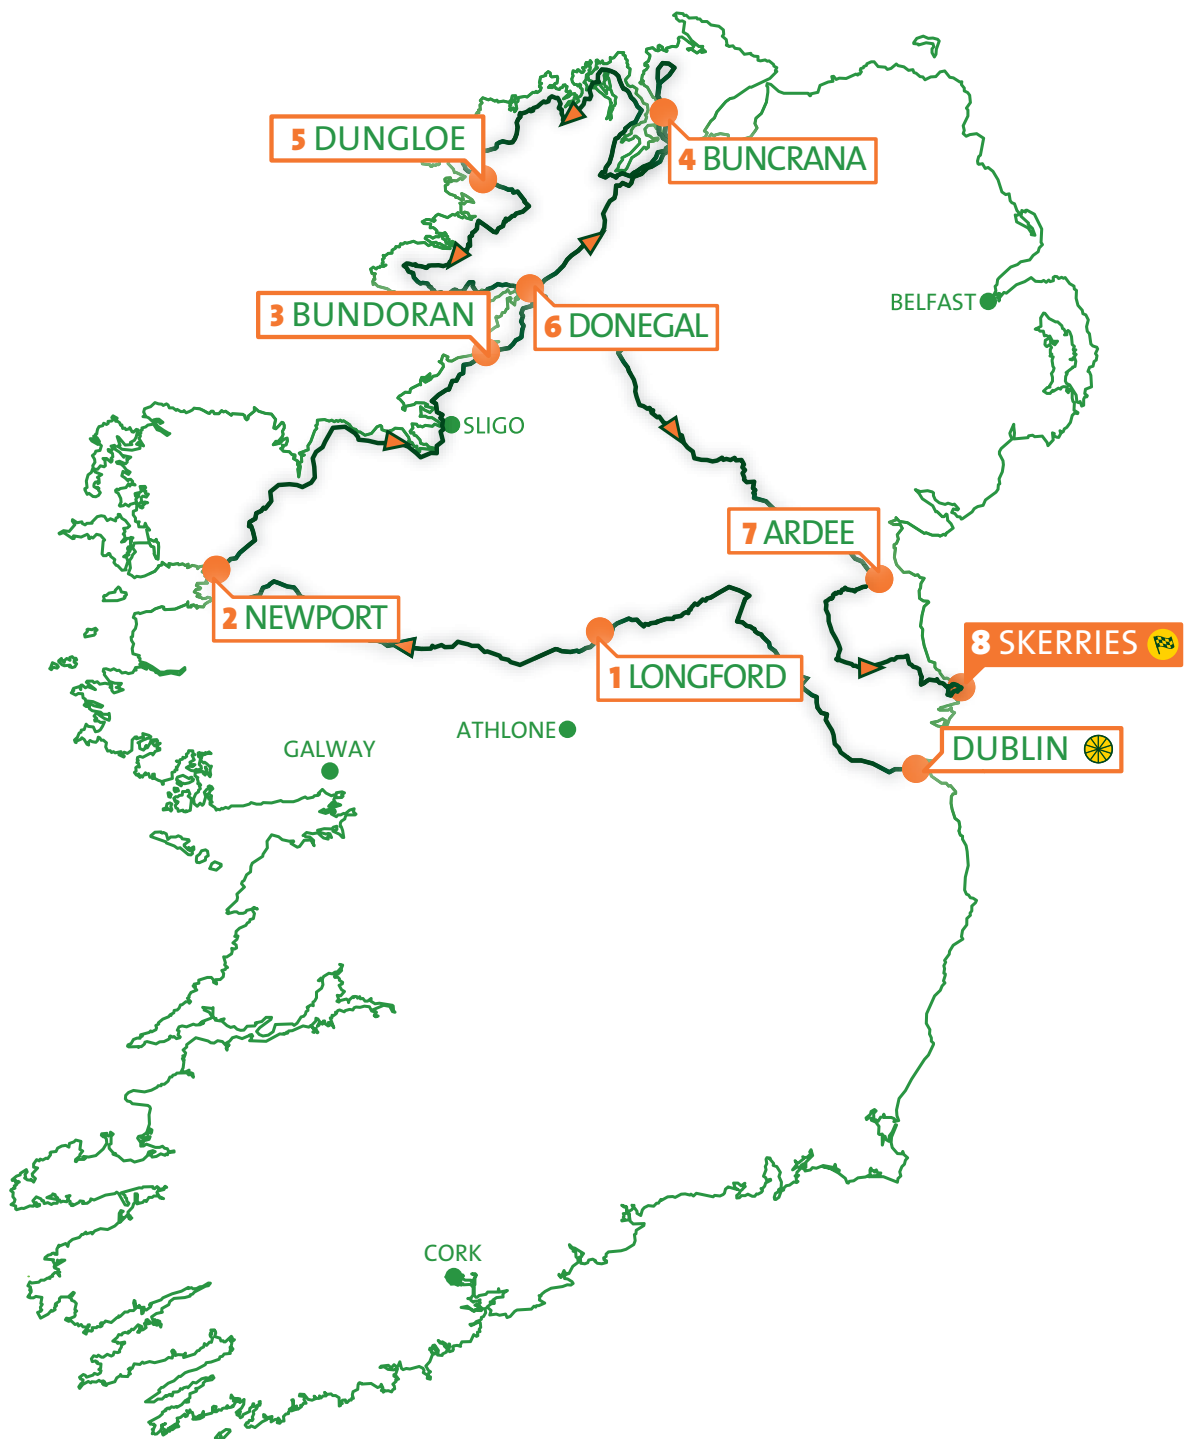 5 DUNGLOE
4 BUNCRANA
BELFAST
3 BUNDORAN
6 DONEGAL
SLIGO
7 ARDEE
2 NEWPORT
8 SKERRIES
1 LONGFORD
ATHLONE
GALWAY
DUBLIN
CORK